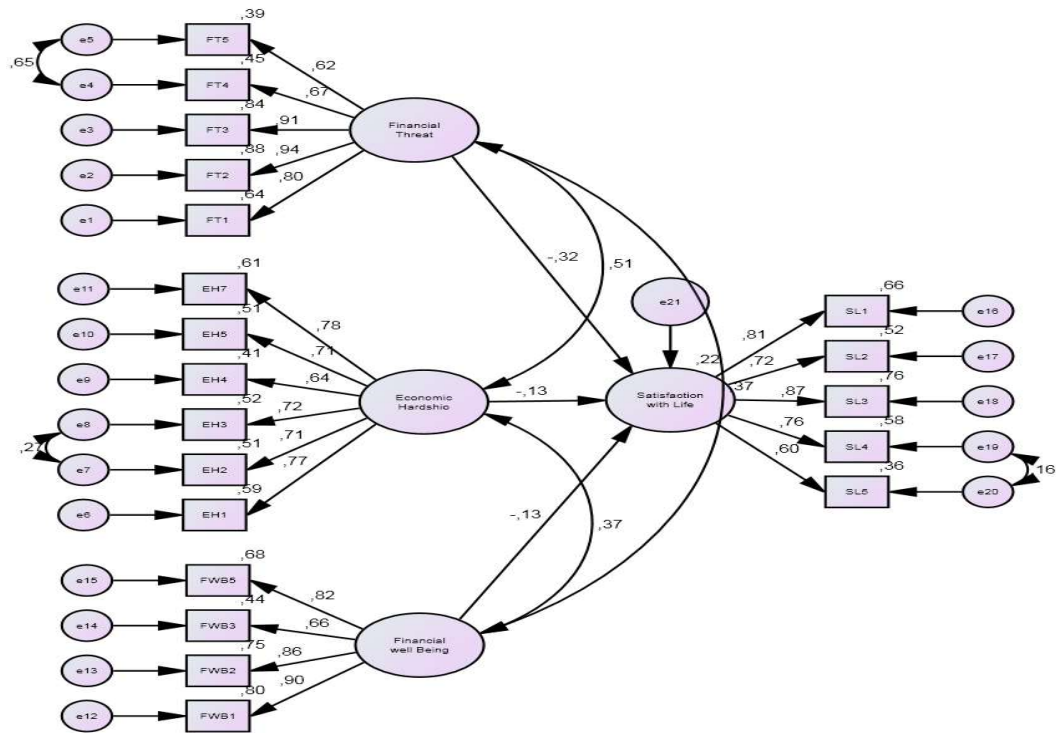 ,39
e5
FT5
,62
,65
,45
e4
FT4
,67
,84
e3
FT3
,91
,88
e2
FT2
,94
,64
e1
FT1
,80
Financial
Threat
-,32
,51
,61
e11
EH7
,78
,51
e10
EH5
,71
,41
e9
EH4
,64
,52
e8
EH3
,72
,27
,51
e7
EH2
,71
,59
e6
EH1
,77
Economic
Hardshio
-,13
,37
e21
,22
Satisfaction
with Life
,37
,66
,81
SL1
e16
,52
,72
SL2
e17
,76
,87
SL3
e18
,58
,76
SL4
e19
,36
,60
SL5
e20
,16
-,13
,68
e15
FWB5
,82
,44
e14
FWB3
,66
,75
e13
FWB2
,86
,80
e12
FWB1
,90
Financial
well Being